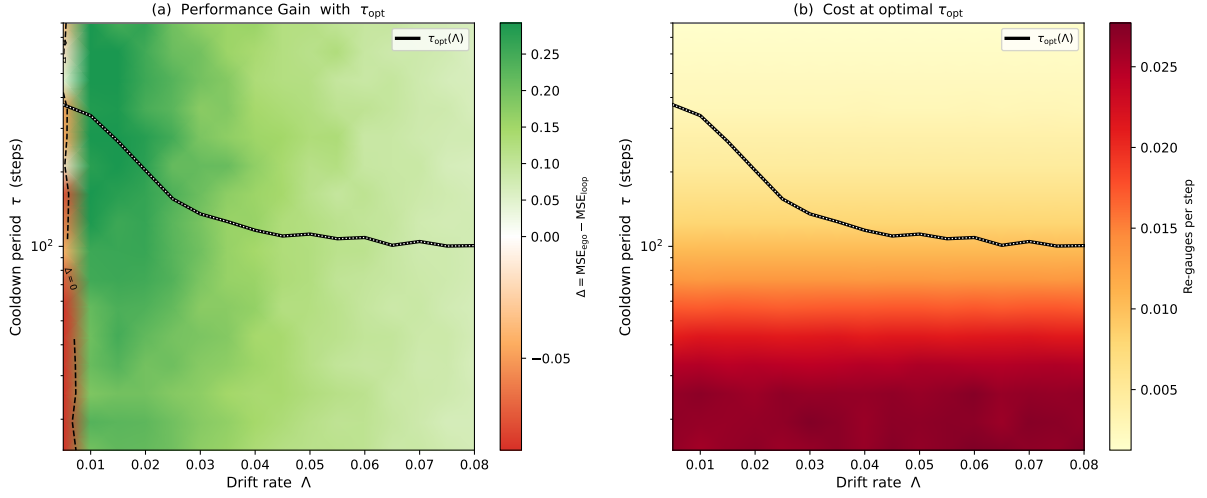 (a) Performance Gain with τopt
τopt(Λ)
Δ=0
10²
Cooldown period τ (steps)
0.01 0.02 0.03 0.04 0.05 0.06 0.07 0.08
Drift rate Λ
0.25
0.20
0.15
0.10
0.05
0.00
−0.05
Δ = MSEego − MSEloop
(b) Cost at optimal τopt
τopt(Λ)
10²
Cooldown period τ (steps)
0.01 0.02 0.03 0.04 0.05 0.06 0.07 0.08
Drift rate Λ
0.025
0.020
0.015
0.010
0.005
Re-gauges per step